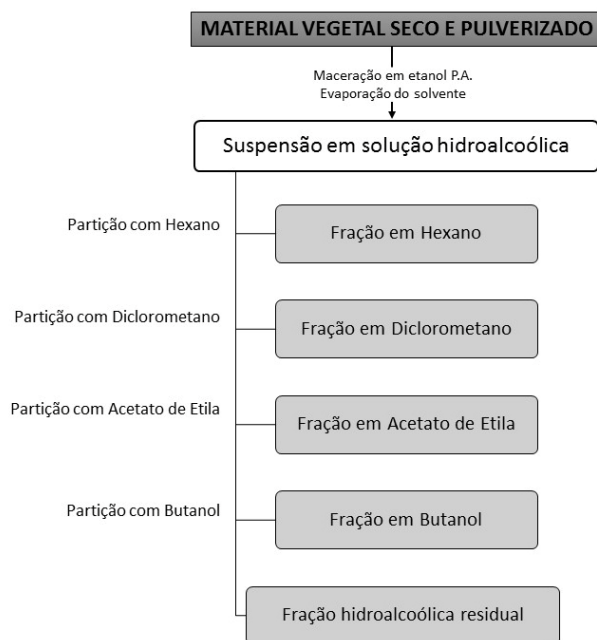 MATERIAL VEGETAL SECO E PULVERIZADO
Maceração em etanol P.A.
Evaporação do solvente
Suspensão em solução hidroalcoólica
Partição com Hexano
Fração em Hexano
Partição com Diclorometano
Fração em Diclorometano
Partição com Acetato de Etila
Fração em Acetato de Etila
Partição com Butanol
Fração em Butanol
Fração hidroalcoólica residual